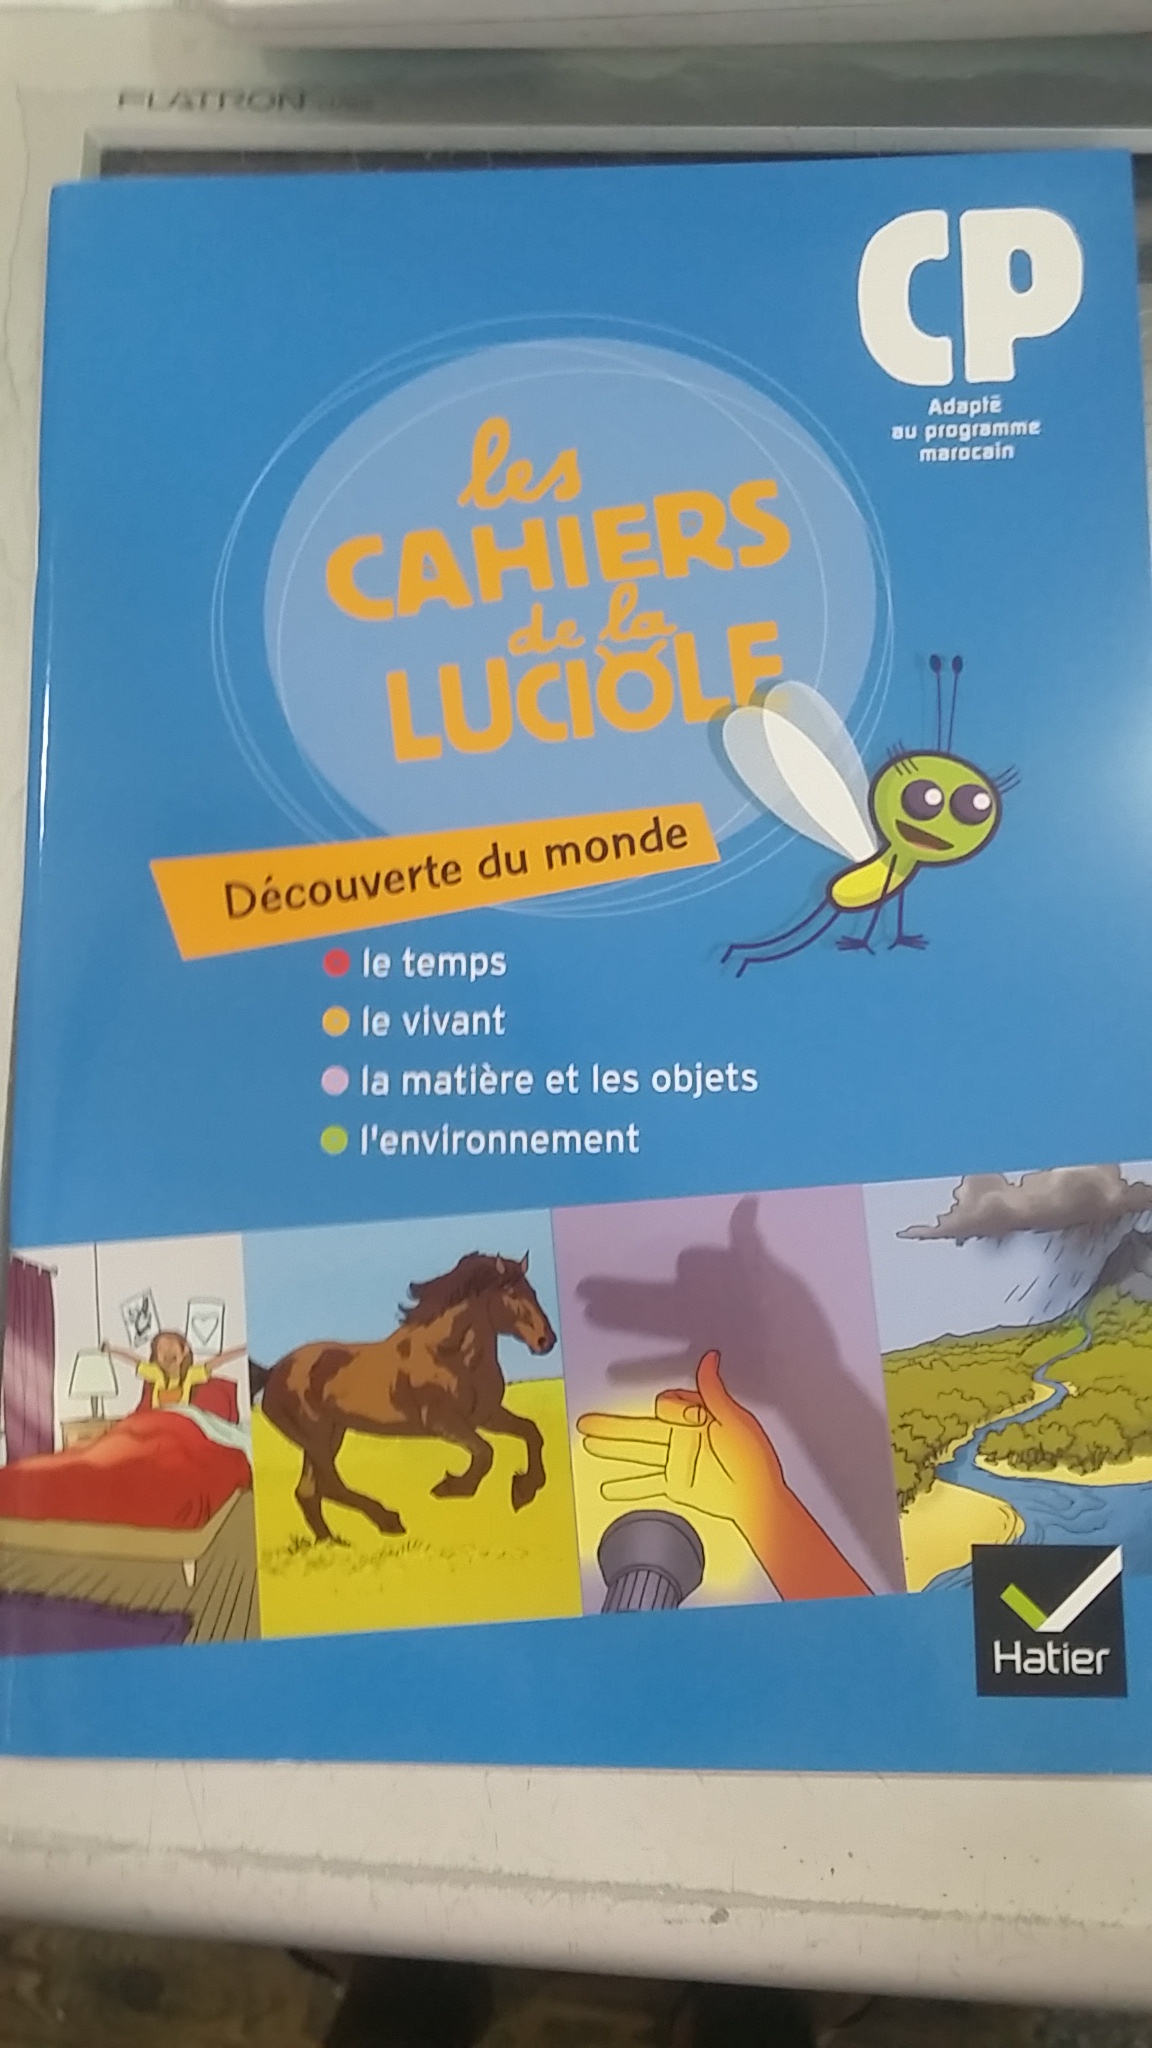 FLATRON
CP
Adapté
au programme
marocain
les
CAHIERS
de la
LUCIOLE
Découverte du monde
le temps
le vivant
la matière et les objets
l'environnement
Hatier